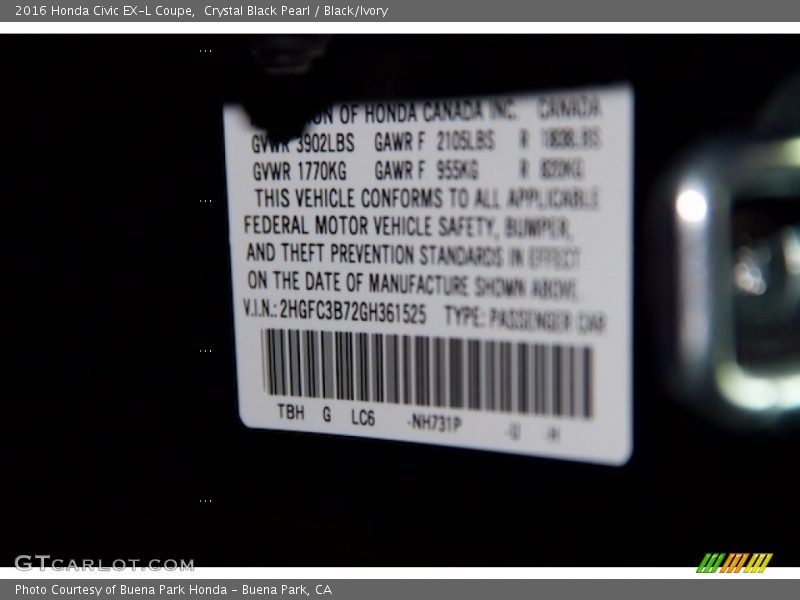 2016 Honda Civic EX-L Coupe,  Crystal Black Pearl / Black/Ivory
ON OF HONDA CANADA INC. CANADA
GVWR 3902LBS GAWR F 2105LBS R 1808LBS
GVWR 1770KG GAWR F 955KG R 820KG
THIS VEHICLE CONFORMS TO ALL APPLICABLE
FEDERAL MOTOR VEHICLE SAFETY, BUMPER,
AND THEFT PREVENTION STANDARDS IN EFFECT
ON THE DATE OF MANUFACTURE SHOWN ABOVE.
V.I.N.: 2HGFC3B72GH361525 TYPE: PASSENGER CAR
TBH G LC6 -NH731P -U -H
GTCARLOT.COM
Photo Courtesy of Buena Park Honda – Buena Park, CA